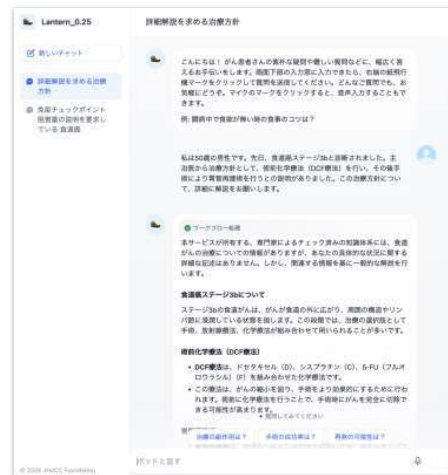 Lantern_0.25
詳細解説を求める治療方針
新しいチャット
詳細解説を求める治療
方針
免疫チェックポイント
阻害薬の説明を要求し
ている 食道癌
こんにちは！ がん患者さんの素朴な疑問や難しい質問などに、幅広く答
えるお手伝いをします。画面下部の入力窓に入力できたら、右端の紙飛行
機マークをクリックして質問を送信してください。どんなご質問でも、お
気軽にどうぞ。マイクのマークをクリックすると、音声入力することもで
きます。
例: 闘病中で食欲が無い時の食事のコツは？
私は50歳の男性です。先日、食道癌ステージ3bと診断されました。主
治医から治療方針として、術前化学療法（DCF療法）を行い、その後手
術により胃管再建術を行うとの説明がありました。この治療方針につい
て、詳細に解説をお願いします。
ワークフロー処理
本サービスが所有する、専門家によるチェック済みの知識体系には、食道
がんの治療についての情報がありますが、あなたの具体的な状況に関する
詳細な記述はありません。しかし、関連する情報を基に一般的な解説を行
います。
食道癌ステージ3bについて
ステージ3bの食道がんは、がんが食道の外に広がり、周囲の構造やリン
パ節に浸潤している状態を指します。この段階では、治療の選択肢として
手術、放射線療法、化学療法が組み合わせて用いられることが多いです。
術前化学療法（DCF療法）
• DCF療法は、ドセタキセル（D）、シスプラチン（C）、5-FU（フルオ
ロウラシル）（F）を組み合わせた化学療法です。
• この療法は、がんの縮小を図り、手術をより効果的にするために行わ
れます。術前に化学療法を行うことで、手術時にがんを完全に切除で
きる可能性が高まります。
質問してみてください
治療の副作用は？
手術の成功率は？
再発の可能性は？
ボットと話す